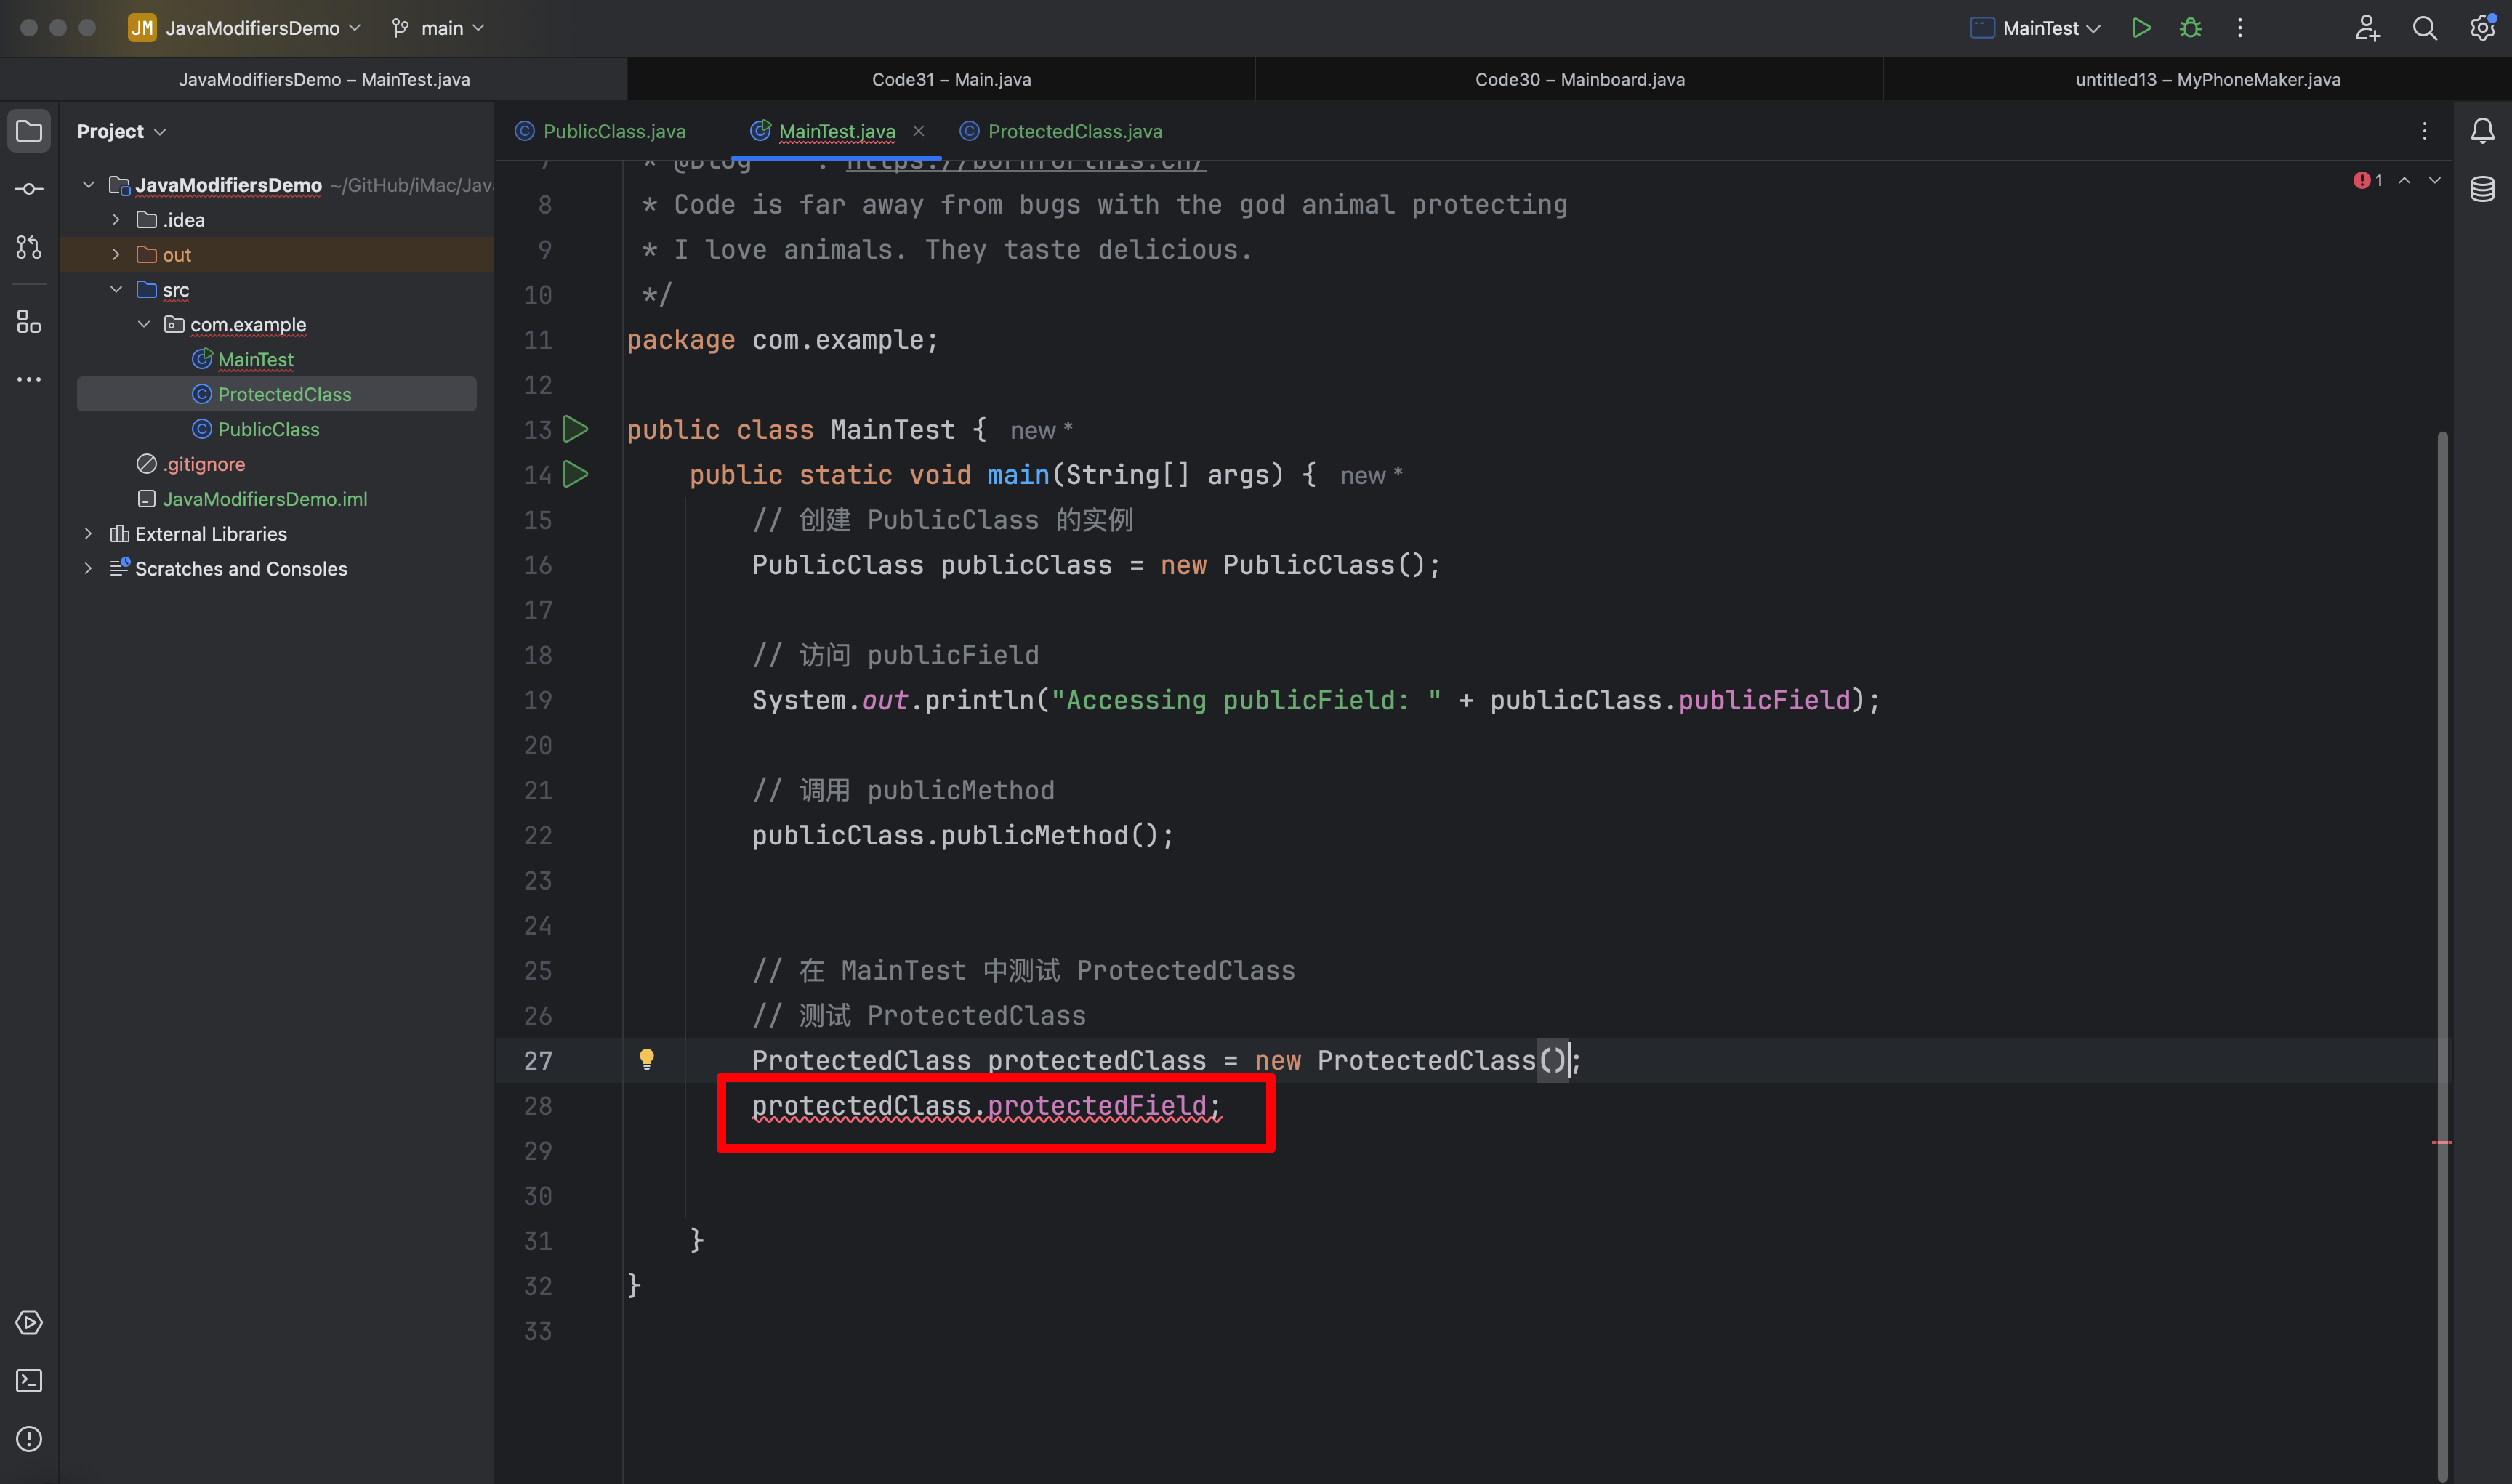 JM JavaModifiersDemo main MainTest
JavaModifiersDemo – MainTest.java Code31 – Main.java Code30 – Mainboard.java untitled13 – MyPhoneMaker.java
Project
JavaModifiersDemo ~/GitHub/iMac/Java
.idea
out
src
com.example
MainTest
ProtectedClass
PublicClass
.gitignore
JavaModifiersDemo.iml
External Libraries
Scratches and Consoles
PublicClass.java MainTest.java ProtectedClass.java
1
7 * @Blog : https://bornforthis.cn/
8 * Code is far away from bugs with the god animal protecting
9 * I love animals. They taste delicious.
10 */
11 package com.example;
12
13 public class MainTest { new *
14 public static void main(String[] args) { new *
15 // 创建 PublicClass 的实例
16 PublicClass publicClass = new PublicClass();
17
18 // 访问 publicField
19 System.out.println("Accessing publicField: " + publicClass.publicField);
20
21 // 调用 publicMethod
22 publicClass.publicMethod();
23
24
25 // 在 MainTest 中测试 ProtectedClass
26 // 测试 ProtectedClass
27 ProtectedClass protectedClass = new ProtectedClass();
28 protectedClass.protectedField;
29
30
31 }
32 }
33